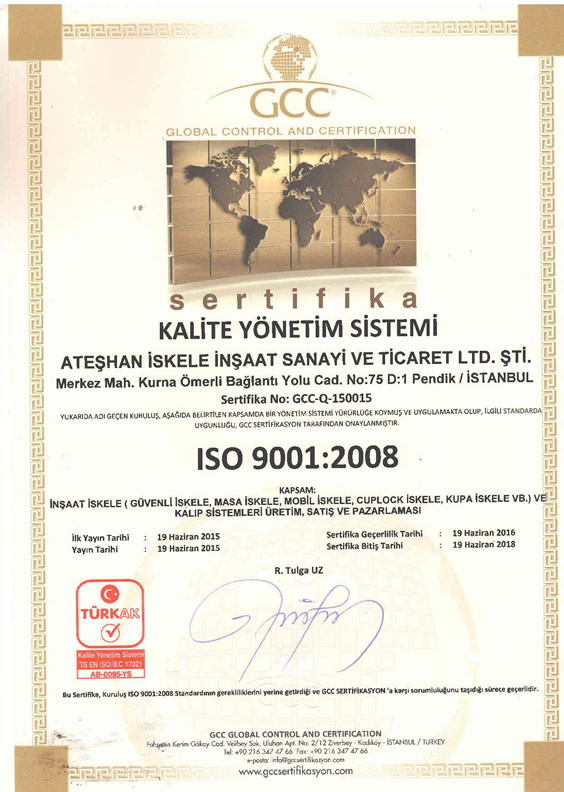 GCC®
GLOBAL CONTROL AND CERTIFICATION
sertifika
KALİTE YÖNETİM SİSTEMİ
ATEŞHAN İSKELE İNŞAAT SANAYİ VE TİCARET LTD. ŞTİ.
Merkez Mah. Kurna Ömerli Bağlantı Yolu Cad. No:75 D:1 Pendik / İSTANBUL
Sertifika No: GCC-Q-150015
YUKARIDA ADI GEÇEN KURULUŞ, AŞAĞIDA BELİRTİLEN KAPSAMDA BİR YÖNETİM SİSTEMİ YÜRÜRLÜĞE KOYMUŞ VE UYGULAMAKTA OLUP, İLGİLİ STANDARDA
UYGUNLUĞU, GCC SERTİFİKASYON TARAFINDAN ONAYLANMIŞTIR.
ISO 9001:2008
KAPSAM:
İNŞAAT İSKELE ( GÜVENLİ İSKELE, MASA İSKELE, MOBİL İSKELE, CUPLOCK İSKELE, KUPA İSKELE VB.) VE
KALIP SİSTEMLERİ ÜRETİM, SATIŞ VE PAZARLAMASI
İlk Yayın Tarihi : 19 Haziran 2015 Sertifika Geçerlilik Tarihi : 19 Haziran 2016
Yayın Tarihi : 19 Haziran 2015 Sertifika Bitiş Tarihi : 19 Haziran 2018
R. Tulga UZ
TÜRKAK
Kalite Yönetim Sistemi
TS EN ISO/IEC 17021
AB-0095-YS
Bu Sertifika, Kuruluş ISO 9001:2008 Standardının gerekliliklerini yerine getirdiği ve GCC SERTİFİKASYON 'a karşı sorumluluğunu taşıdığı sürece geçerlidir.
GCC GLOBAL CONTROL AND CERTIFICATION
Fahrettin Kerim Gökay Cad. Velibey Sok. Ulahan Apt. No: 2/12 Ziverbey - Kadıköy - İSTANBUL / TURKEY
Tel: +90 216 347 47 66 Fax: +90 216 347 47 66
e-posta: info@gccsertifikasyon.com
www.gccsertifikasyon.com